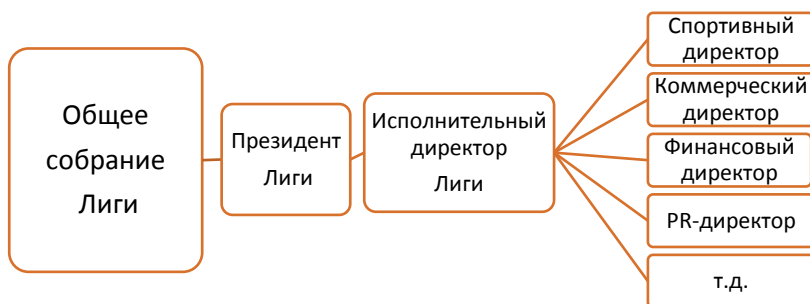 Общее
собрание
Лиги
Президент
Лиги
Исполнительный
директор
Лиги
Спортивный
директор
Коммерческий
директор
Финансовый
директор
PR-директор
т.д.